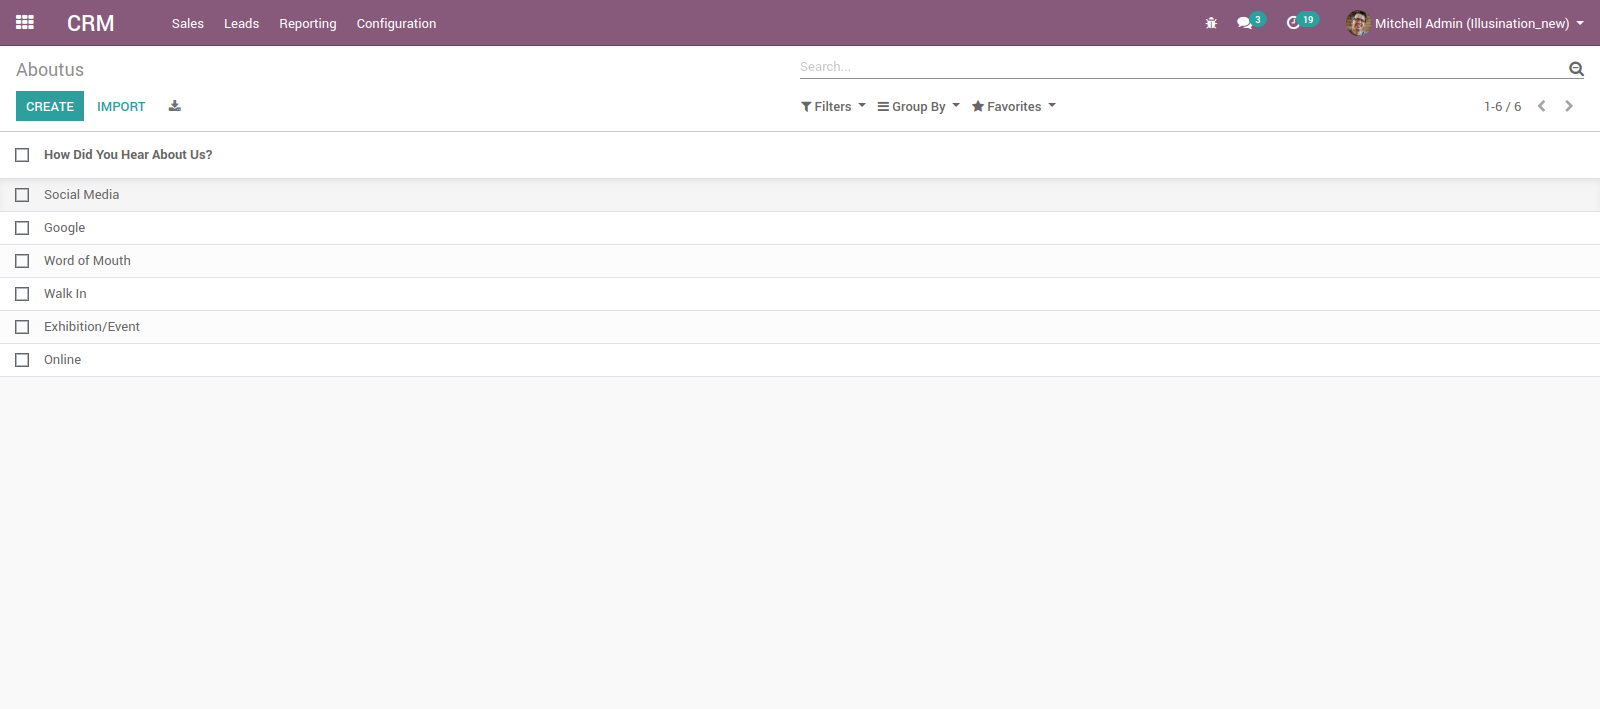 CRM Sales Leads Reporting Configuration 3 19 Mitchell Admin (Illusination_new)
Aboutus Search...
CREATE IMPORT Filters Group By Favorites 1-6 / 6
How Did You Hear About Us?
Social Media
Google
Word of Mouth
Walk In
Exhibition/Event
Online